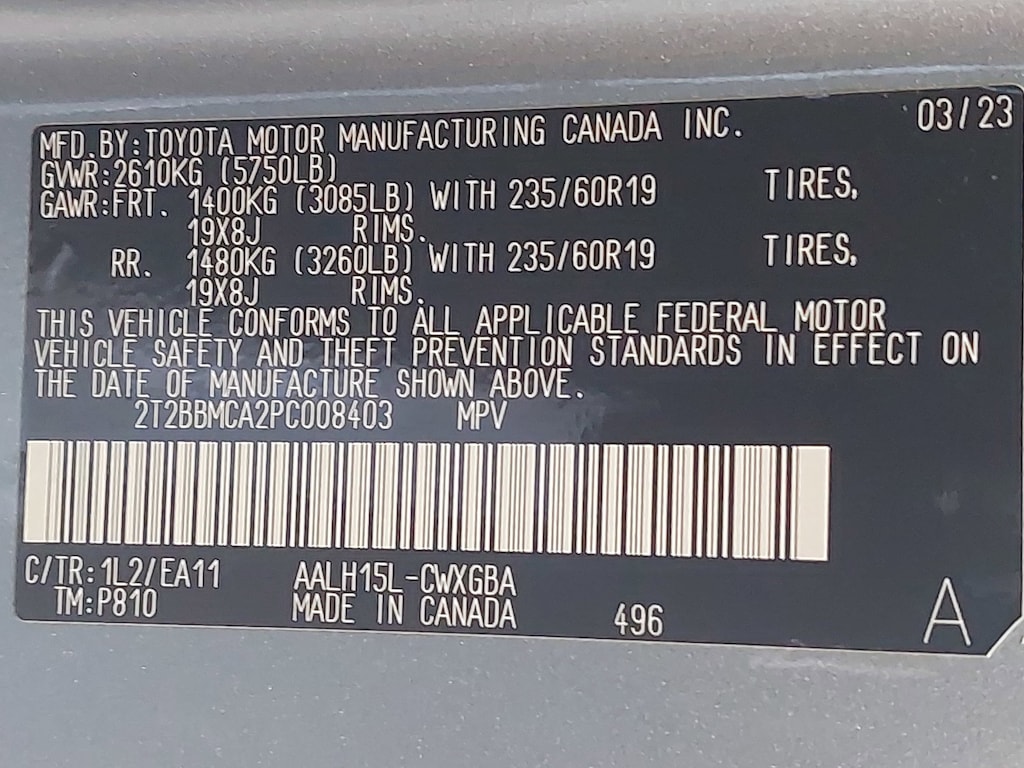 MFD. BY: TOYOTA MOTOR MANUFACTURING CANADA INC. 03/23
GVWR: 2610KG (5750LB)
GAWR: FRT. 1400KG (3085LB) WITH 235/60R19 TIRES,
19X8J RIMS.
RR. 1480KG (3260LB) WITH 235/60R19 TIRES,
19X8J RIMS.
THIS VEHICLE CONFORMS TO ALL APPLICABLE FEDERAL MOTOR
VEHICLE SAFETY AND THEFT PREVENTION STANDARDS IN EFFECT ON
THE DATE OF MANUFACTURE SHOWN ABOVE.
2T2BBMCA2PC008403 MPV
C/TR: 1L2/EA11 AALH15L-CWXGBA
TM: P810 MADE IN CANADA 496 A